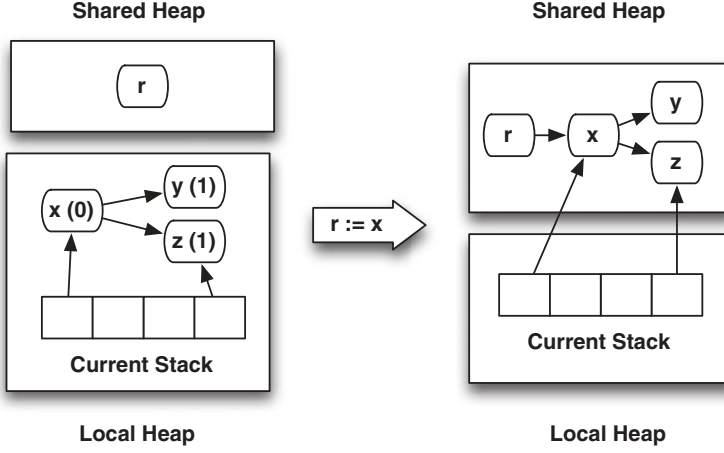 Shared Heap
r
x (0)
y (1)
z (1)
Current Stack
Local Heap
r := x
Shared Heap
r
x
y
z
Current Stack
Local Heap